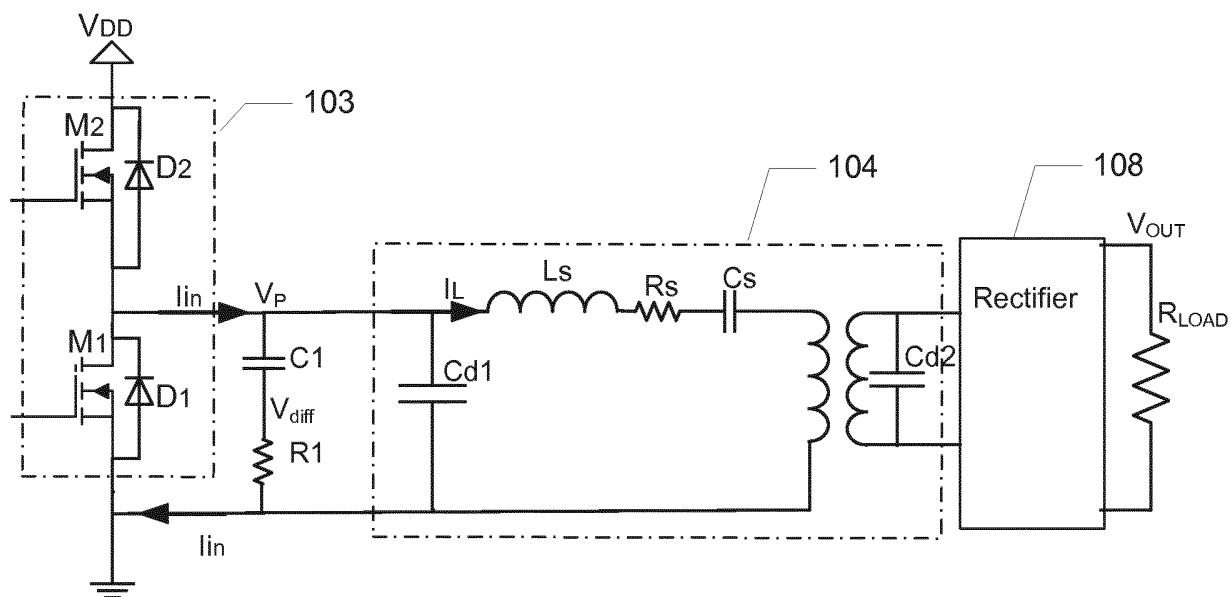 VDD
103
M2
D2
104
108
VOUT
Ls
Rs
Cs
IL
Iin
VP
Rectifier
RLOAD
M1
C1
Cd1
Cd2
D1
Vdiff
R1
Iin